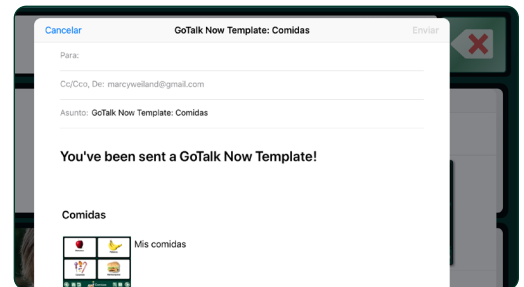 Cancelar GoTalk Now Template: Comidas Enviar
Para:
Cc/Cco, De: marcyweiland@gmail.com
Asunto: GoTalk Now Template: Comidas
You've been sent a GoTalk Now Template!
Comidas
Mis comidas